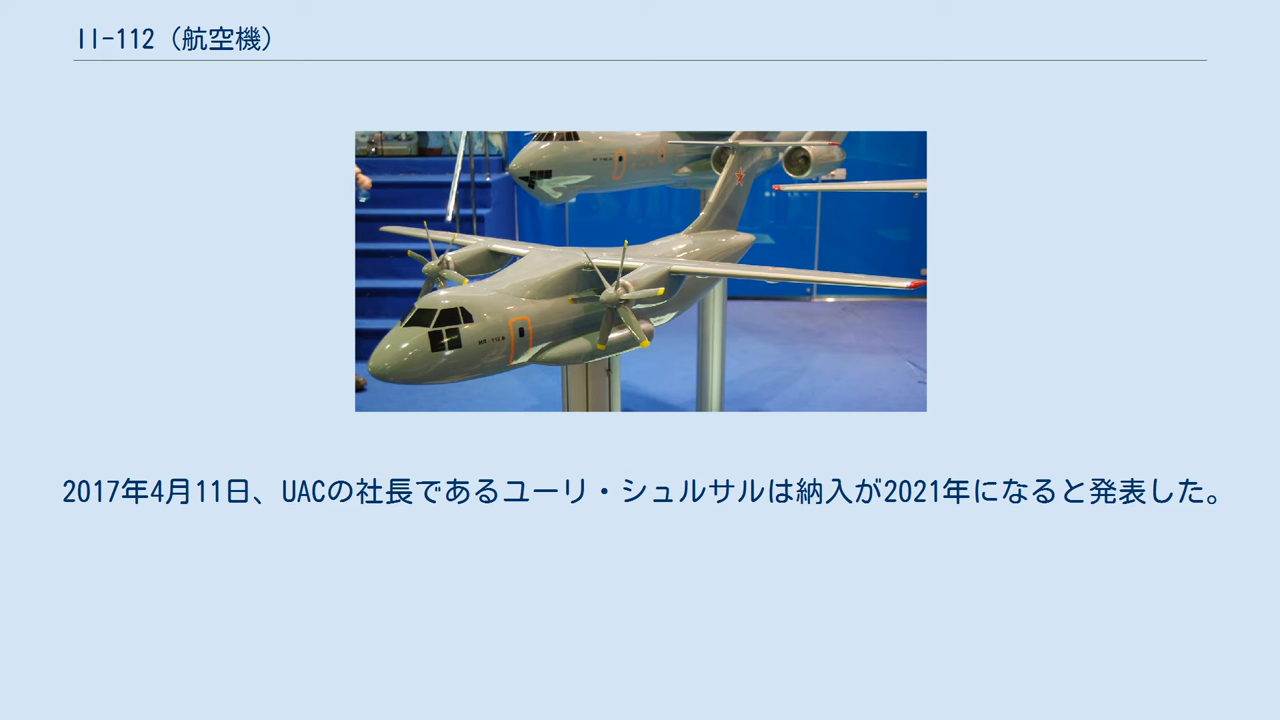 Il-112（航空機）
2017年4月11日、UACの社長であるユーリ・シュルサルは納入が2021年になると発表した。